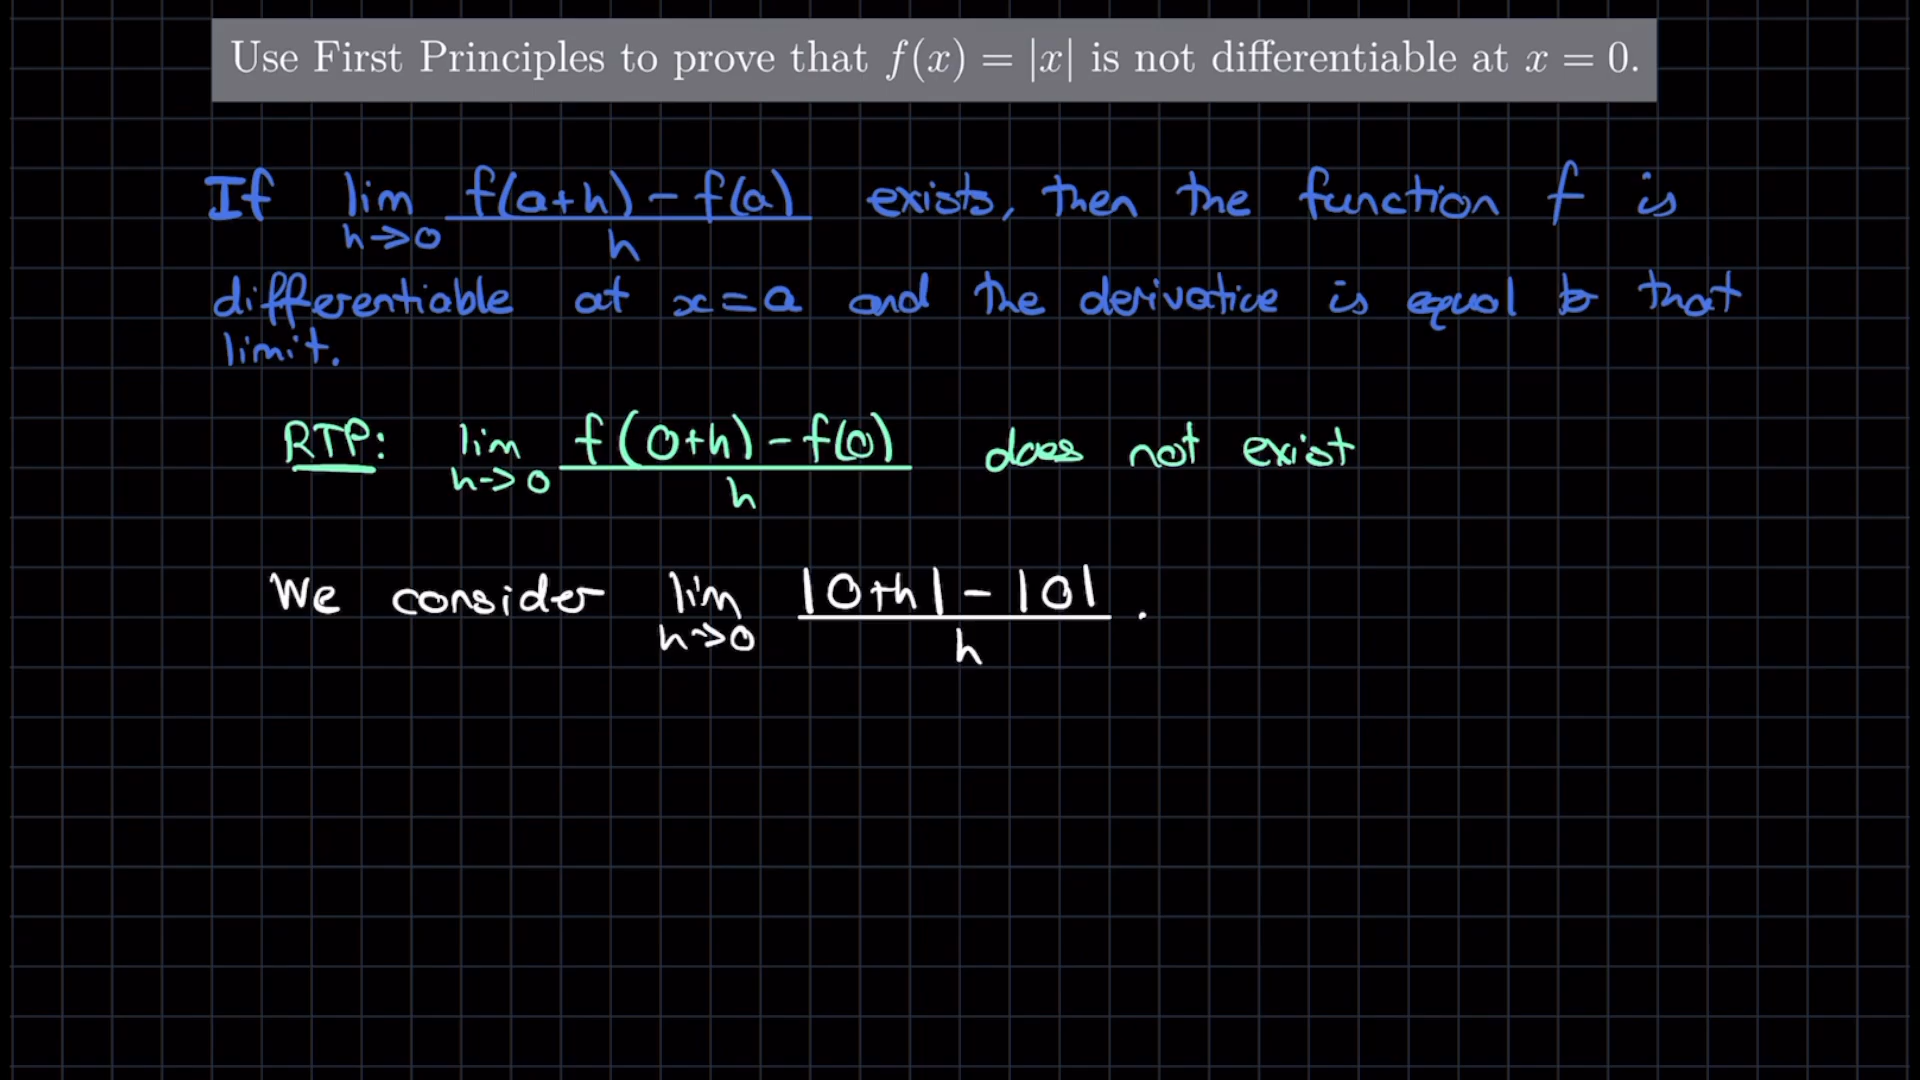 Use First Principles to prove that f(x) = |x| is not differentiable at x = 0.
If lim h→0 f(a+h) − f(a) / h exists, then the function f is
differentiable at x = a and the derivative is equal to that
limit.
RTP: lim h→0 f(0+h) − f(0) / h does not exist
We consider lim h→0 |0+h| − |0| / h .